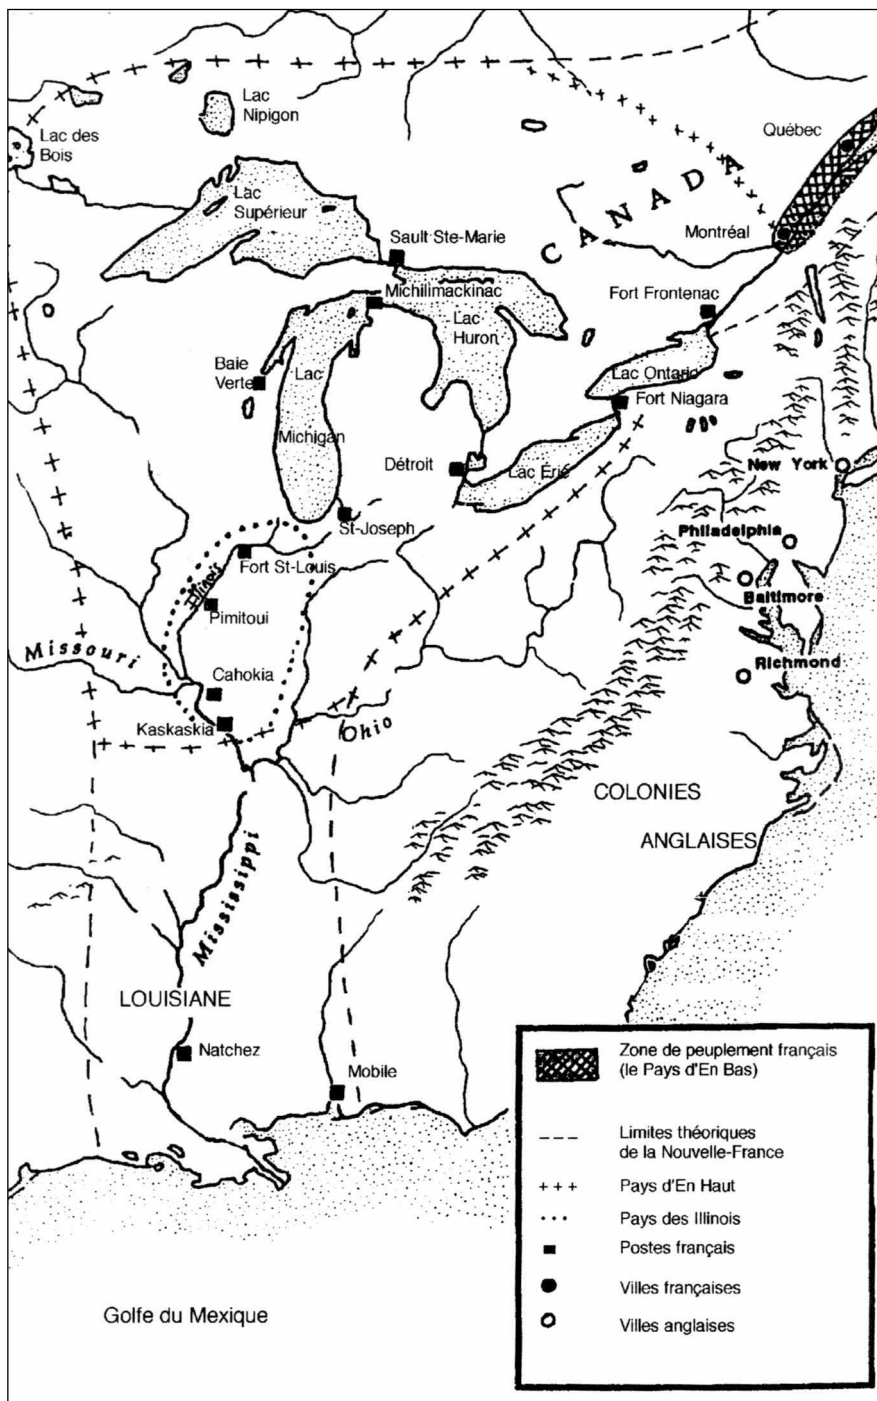 Lac
Nipigon
Lac des
Bois
Québec
CANADA
Lac
Supérieur
Montréal
Sault Ste-Marie
Michilimackinac
Fort Frontenac
Lac
Huron
Baie
Verte
Lac
Michigan
Lac Ontario
Fort Niagara
Détroit
Lac Érié
New York
St-Joseph
Philadelphia
Fort St-Louis
Illinois
Baltimore
Pimitoui
Missouri
Richmond
Cahokia
Kaskaskia
Ohio
COLONIES
ANGLAISES
Mississippi
LOUISIANE
Natchez
Mobile
Golfe du Mexique
Zone de peuplement français
(le Pays d'En Bas)
Limites théoriques
de la Nouvelle-France
Pays d'En Haut
Pays des Illinois
Postes français
Villes françaises
Villes anglaises